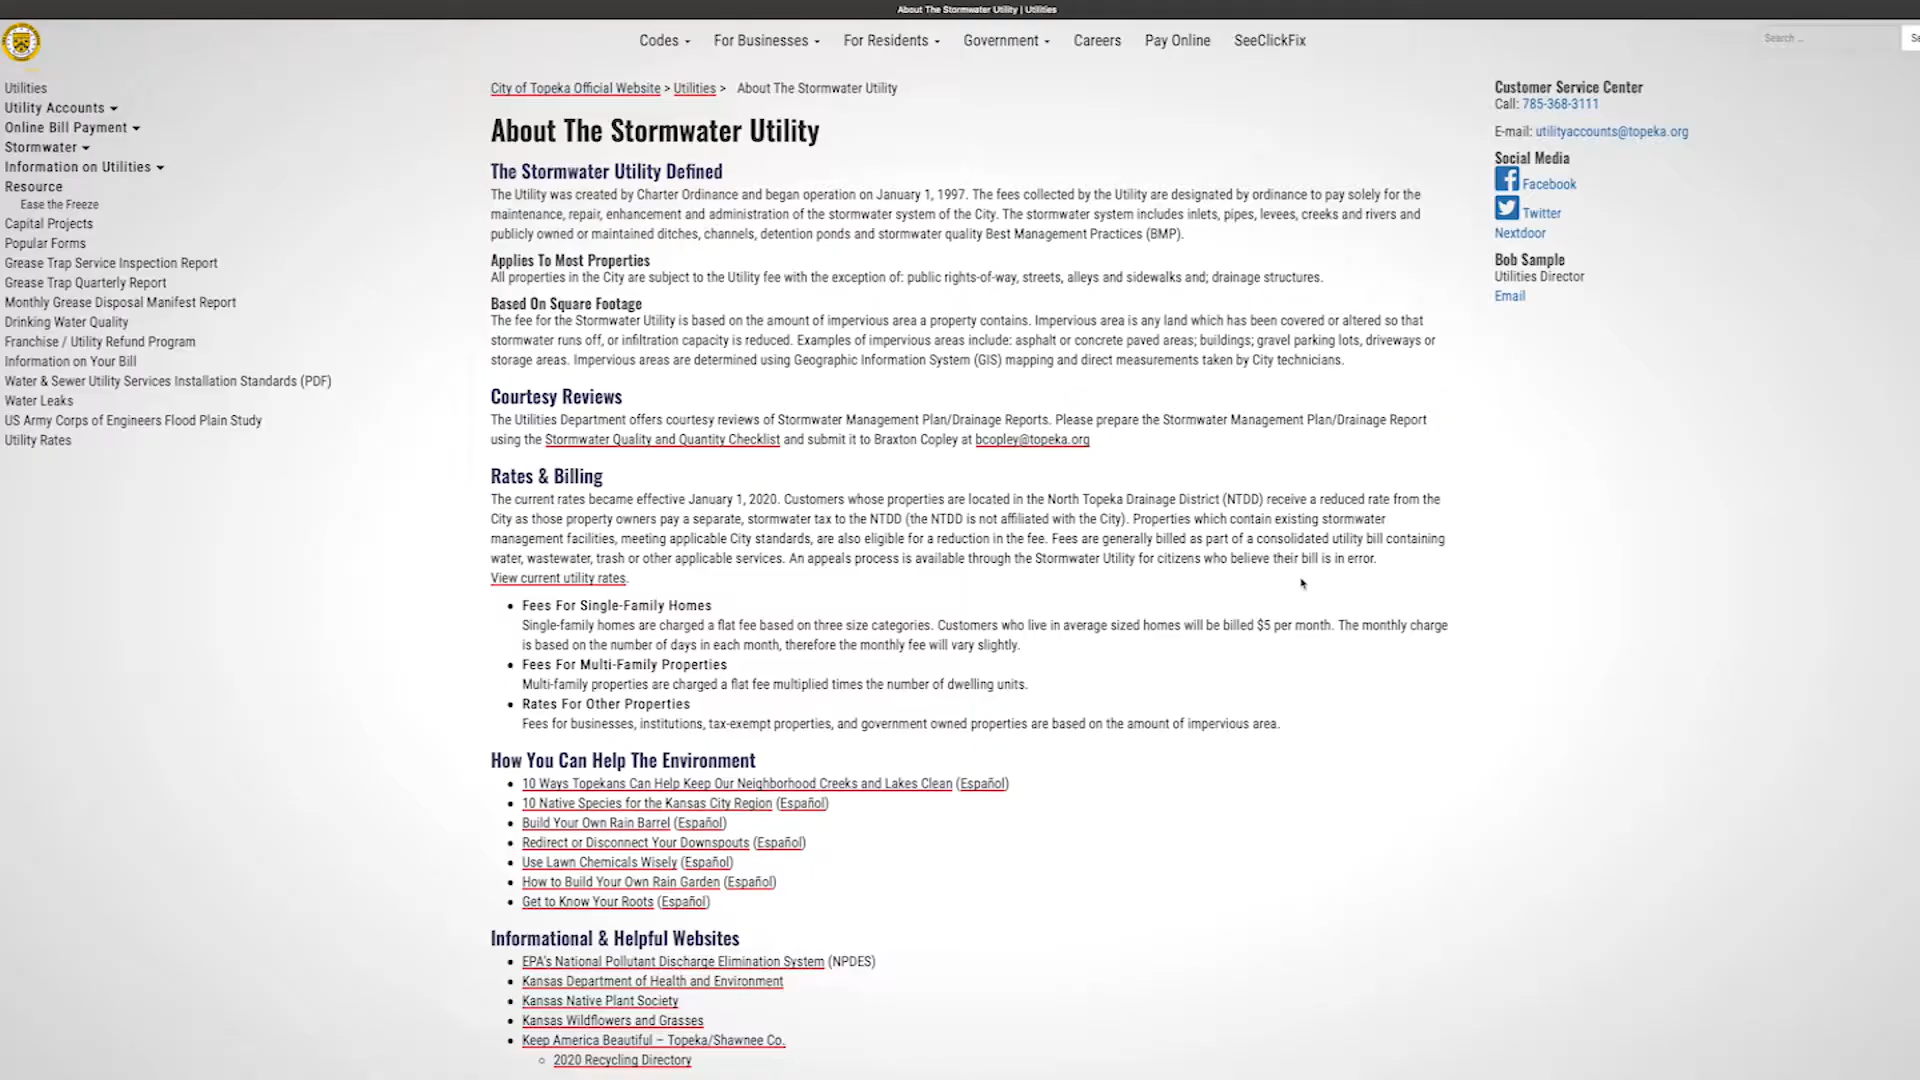 About The Stormwater Utility | Utilities
Codes For Businesses For Residents Government Careers Pay Online SeeClickFix
Search ...
Utilities
Utility Accounts
Online Bill Payment
Stormwater
Information on Utilities
Resource
Ease the Freeze
Capital Projects
Popular Forms
Grease Trap Service Inspection Report
Grease Trap Quarterly Report
Monthly Grease Disposal Manifest Report
Drinking Water Quality
Franchise / Utility Refund Program
Information on Your Bill
Water & Sewer Utility Services Installation Standards (PDF)
Water Leaks
US Army Corps of Engineers Flood Plain Study
Utility Rates
City of Topeka Official Website > Utilities > About The Stormwater Utility
About The Stormwater Utility
The Stormwater Utility Defined
The Utility was created by Charter Ordinance and began operation on January 1, 1997. The fees collected by the Utility are designated by ordinance to pay solely for the
maintenance, repair, enhancement and administration of the stormwater system of the City. The stormwater system includes inlets, pipes, levees, creeks and rivers and
publicly owned or maintained ditches, channels, detention ponds and stormwater quality Best Management Practices (BMP).
Applies To Most Properties
All properties in the City are subject to the Utility fee with the exception of: public rights-of-way, streets, alleys and sidewalks and; drainage structures.
Based On Square Footage
The fee for the Stormwater Utility is based on the amount of impervious area a property contains. Impervious area is any land which has been covered or altered so that
stormwater runs off, or infiltration capacity is reduced. Examples of impervious areas include: asphalt or concrete paved areas; buildings; gravel parking lots, driveways or
storage areas. Impervious areas are determined using Geographic Information System (GIS) mapping and direct measurements taken by City technicians.
Courtesy Reviews
The Utilities Department offers courtesy reviews of Stormwater Management Plan/Drainage Reports. Please prepare the Stormwater Management Plan/Drainage Report
using the Stormwater Quality and Quantity Checklist and submit it to Braxton Copley at bcopley@topeka.org
Rates & Billing
The current rates became effective January 1, 2020. Customers whose properties are located in the North Topeka Drainage District (NTDD) receive a reduced rate from the
City as those property owners pay a separate, stormwater tax to the NTDD (the NTDD is not affiliated with the City). Properties which contain existing stormwater
management facilities, meeting applicable City standards, are also eligible for a reduction in the fee. Fees are generally billed as part of a consolidated utility bill containing
water, wastewater, trash or other applicable services. An appeals process is available through the Stormwater Utility for citizens who believe their bill is in error.
View current utility rates.
• Fees For Single-Family Homes
Single-family homes are charged a flat fee based on three size categories. Customers who live in average sized homes will be billed $5 per month. The monthly charge
is based on the number of days in each month, therefore the monthly fee will vary slightly.
• Fees For Multi-Family Properties
Multi-family properties are charged a flat fee multiplied times the number of dwelling units.
• Rates For Other Properties
Fees for businesses, institutions, tax-exempt properties, and government owned properties are based on the amount of impervious area.
How You Can Help The Environment
• 10 Ways Topekans Can Help Keep Our Neighborhood Creeks and Lakes Clean (Español)
• 10 Native Species for the Kansas City Region (Español)
• Build Your Own Rain Barrel (Español)
• Redirect or Disconnect Your Downspouts (Español)
• Use Lawn Chemicals Wisely (Español)
• How to Build Your Own Rain Garden (Español)
• Get to Know Your Roots (Español)
Informational & Helpful Websites
• EPA's National Pollutant Discharge Elimination System (NPDES)
• Kansas Department of Health and Environment
• Kansas Native Plant Society
• Kansas Wildflowers and Grasses
• Keep America Beautiful – Topeka/Shawnee Co.
○ 2020 Recycling Directory
Customer Service Center
Call: 785-368-3111
E-mail: utilityaccounts@topeka.org
Social Media
Facebook
Twitter
Nextdoor
Bob Sample
Utilities Director
Email